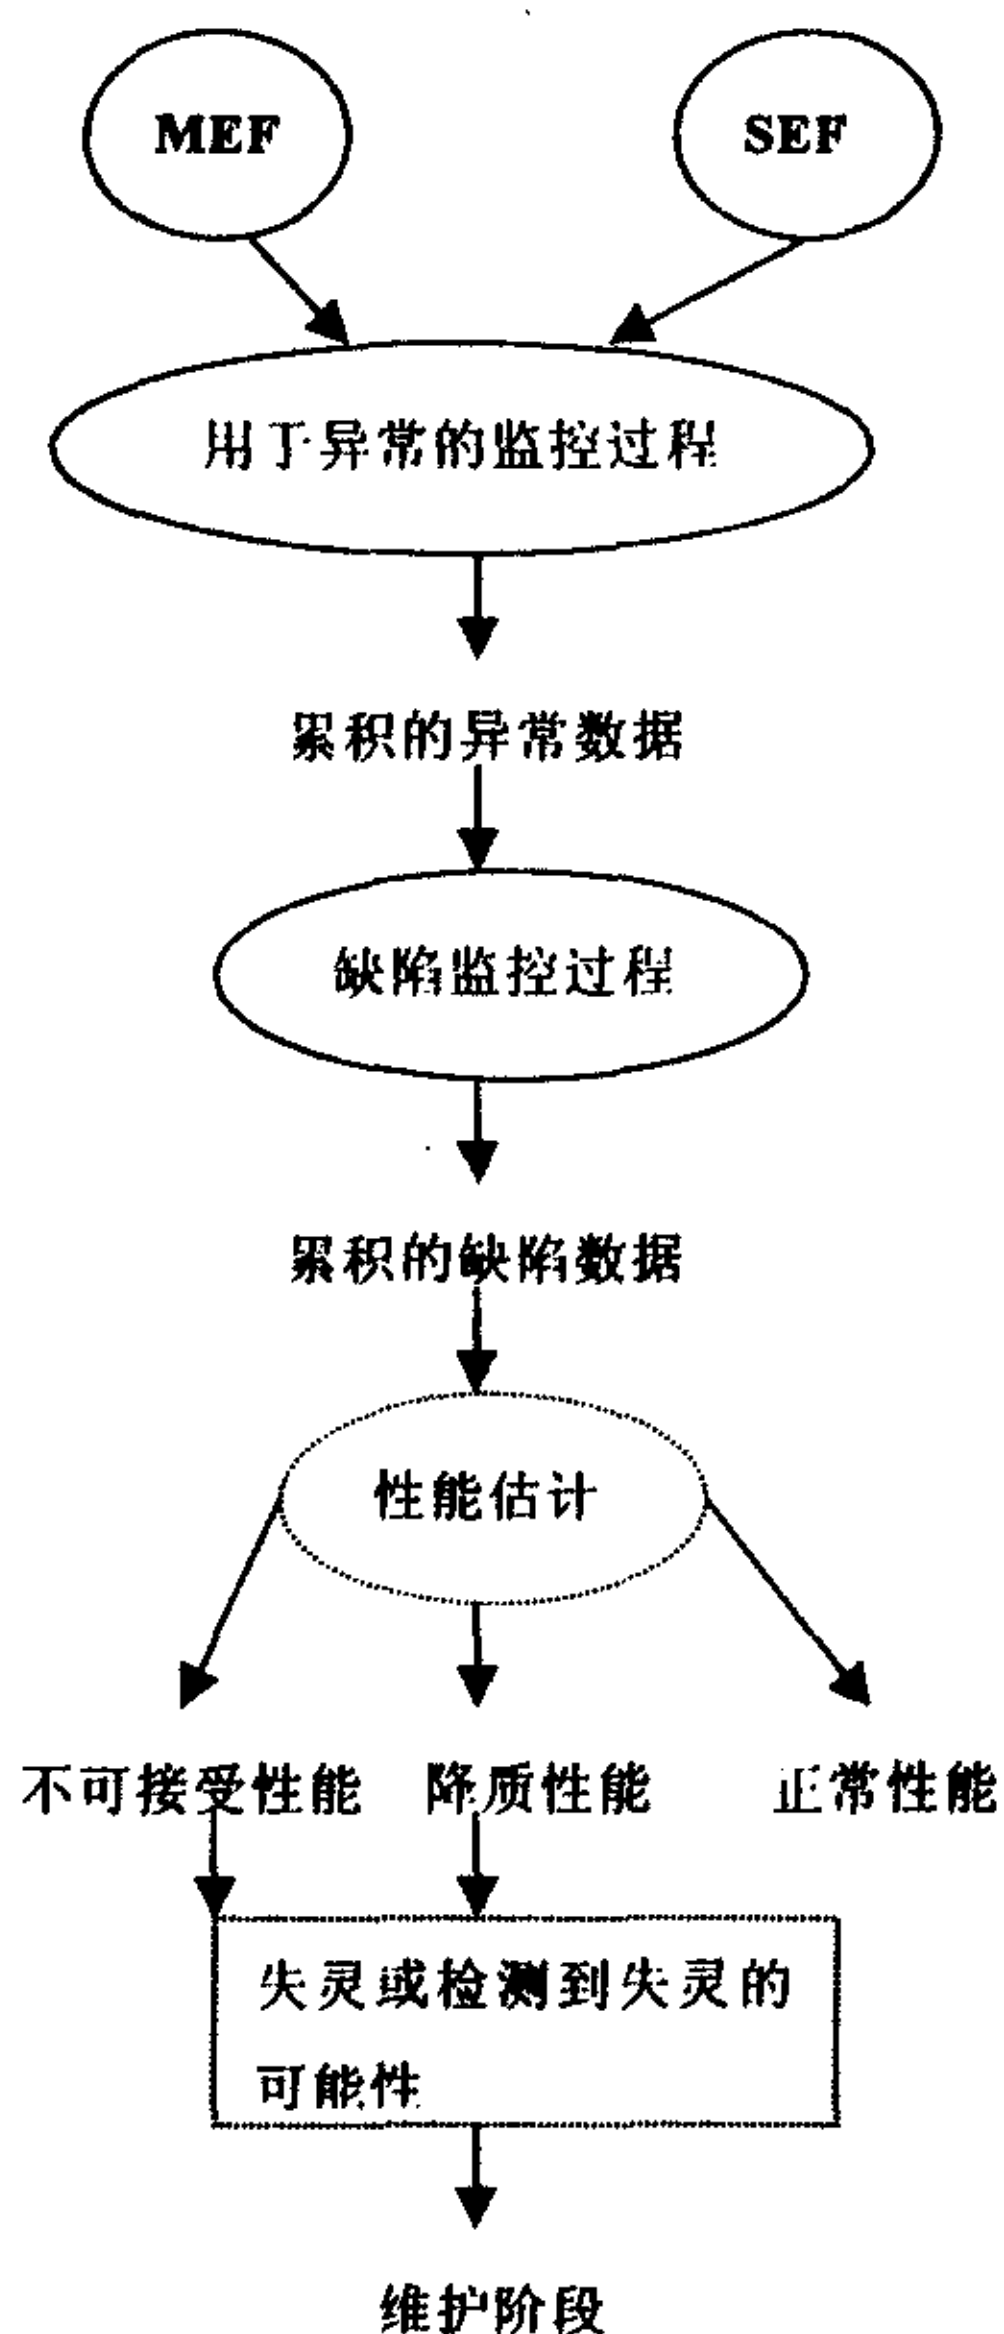 MEF
SEF
用于异常的监控过程
累积的异常数据
缺陷监控过程
累积的缺陷数据
性能估计
不可接受性能
降质性能
正常性能
失灵或检测到失灵的
可能性
维护阶段